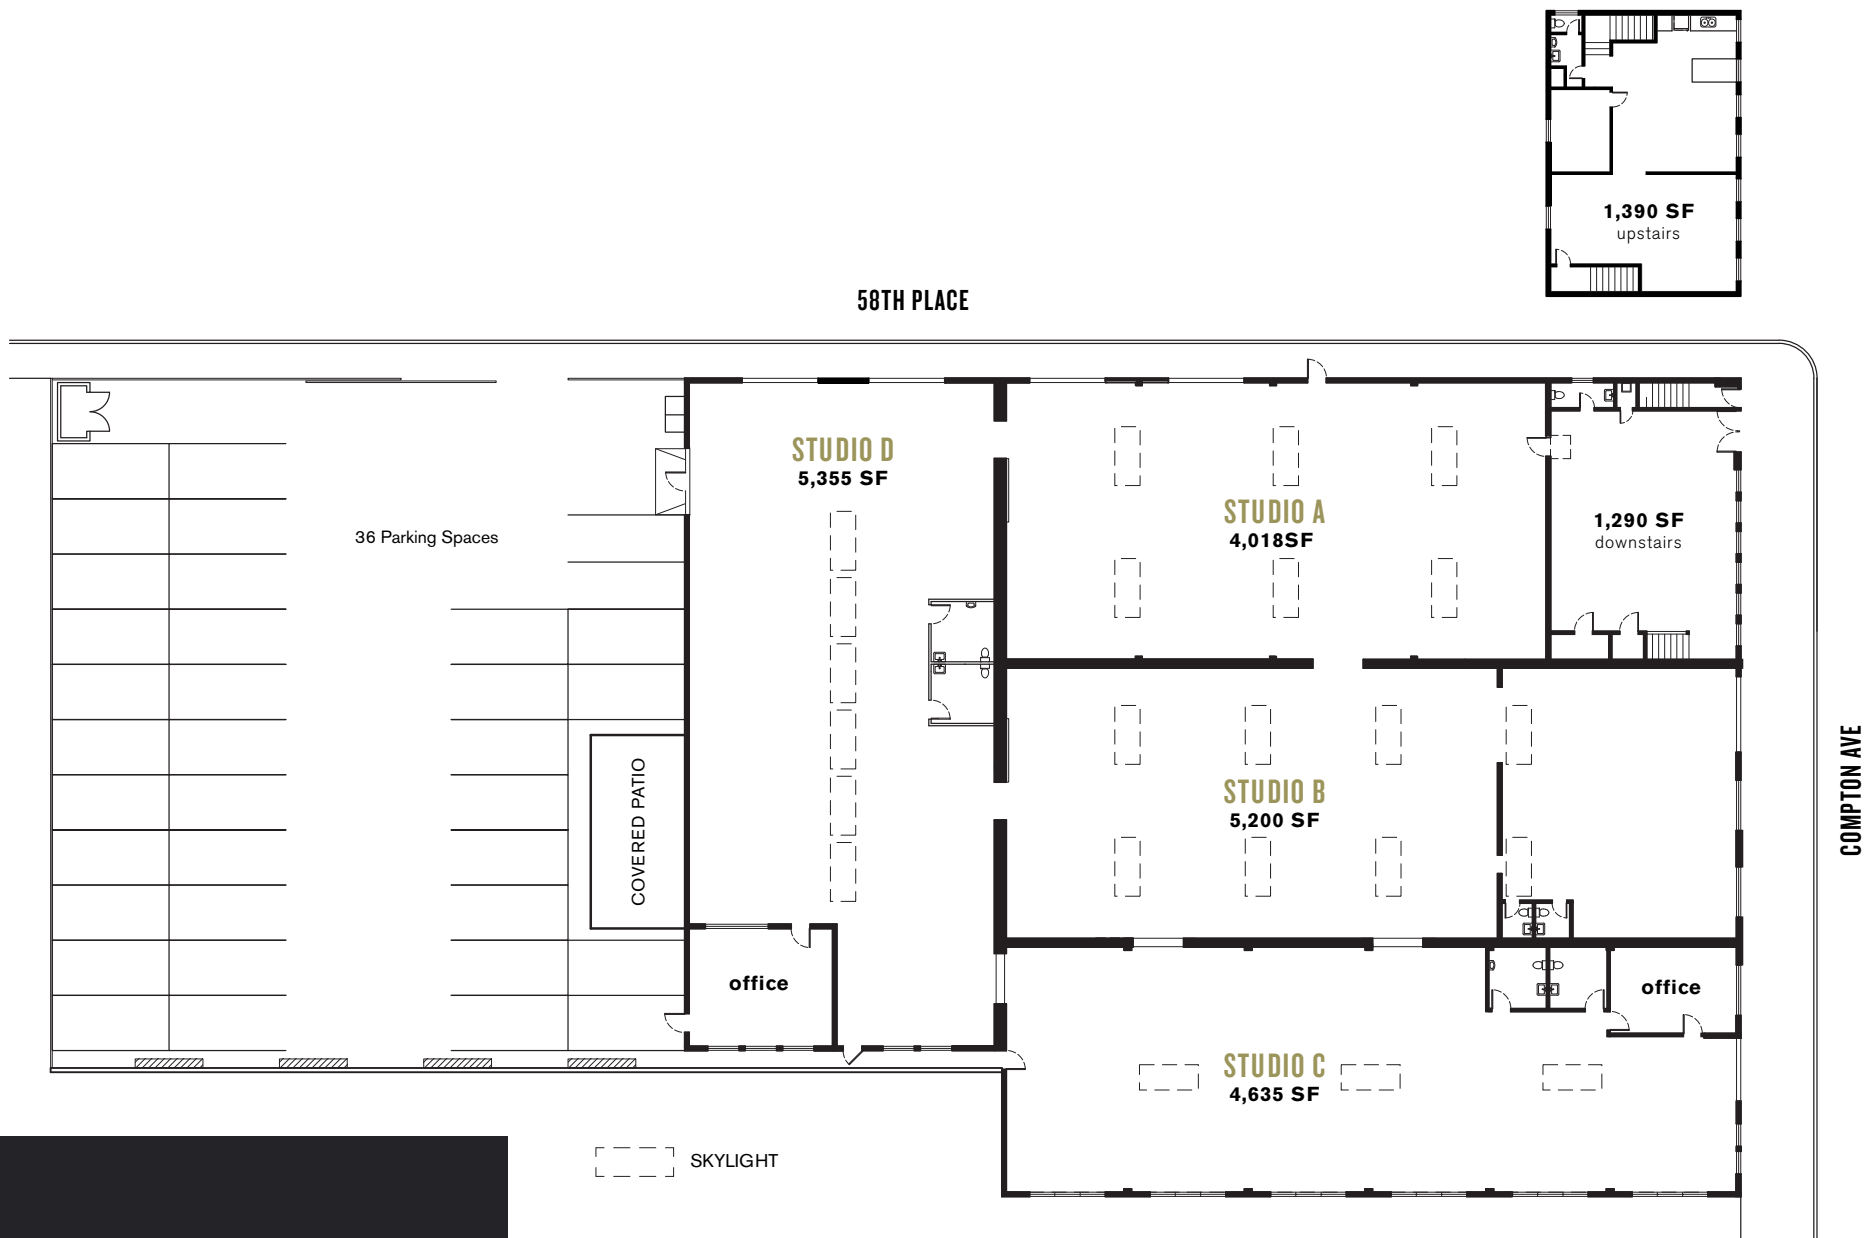 1,390 SF
upstairs
58TH PLACE
STUDIO D
5,355 SF
36 Parking Spaces
STUDIO A
4,018SF
1,290 SF
downstairs
COVERED PATIO
STUDIO B
5,200 SF
COMPTON AVE
office
office
STUDIO C
4,635 SF
SKYLIGHT